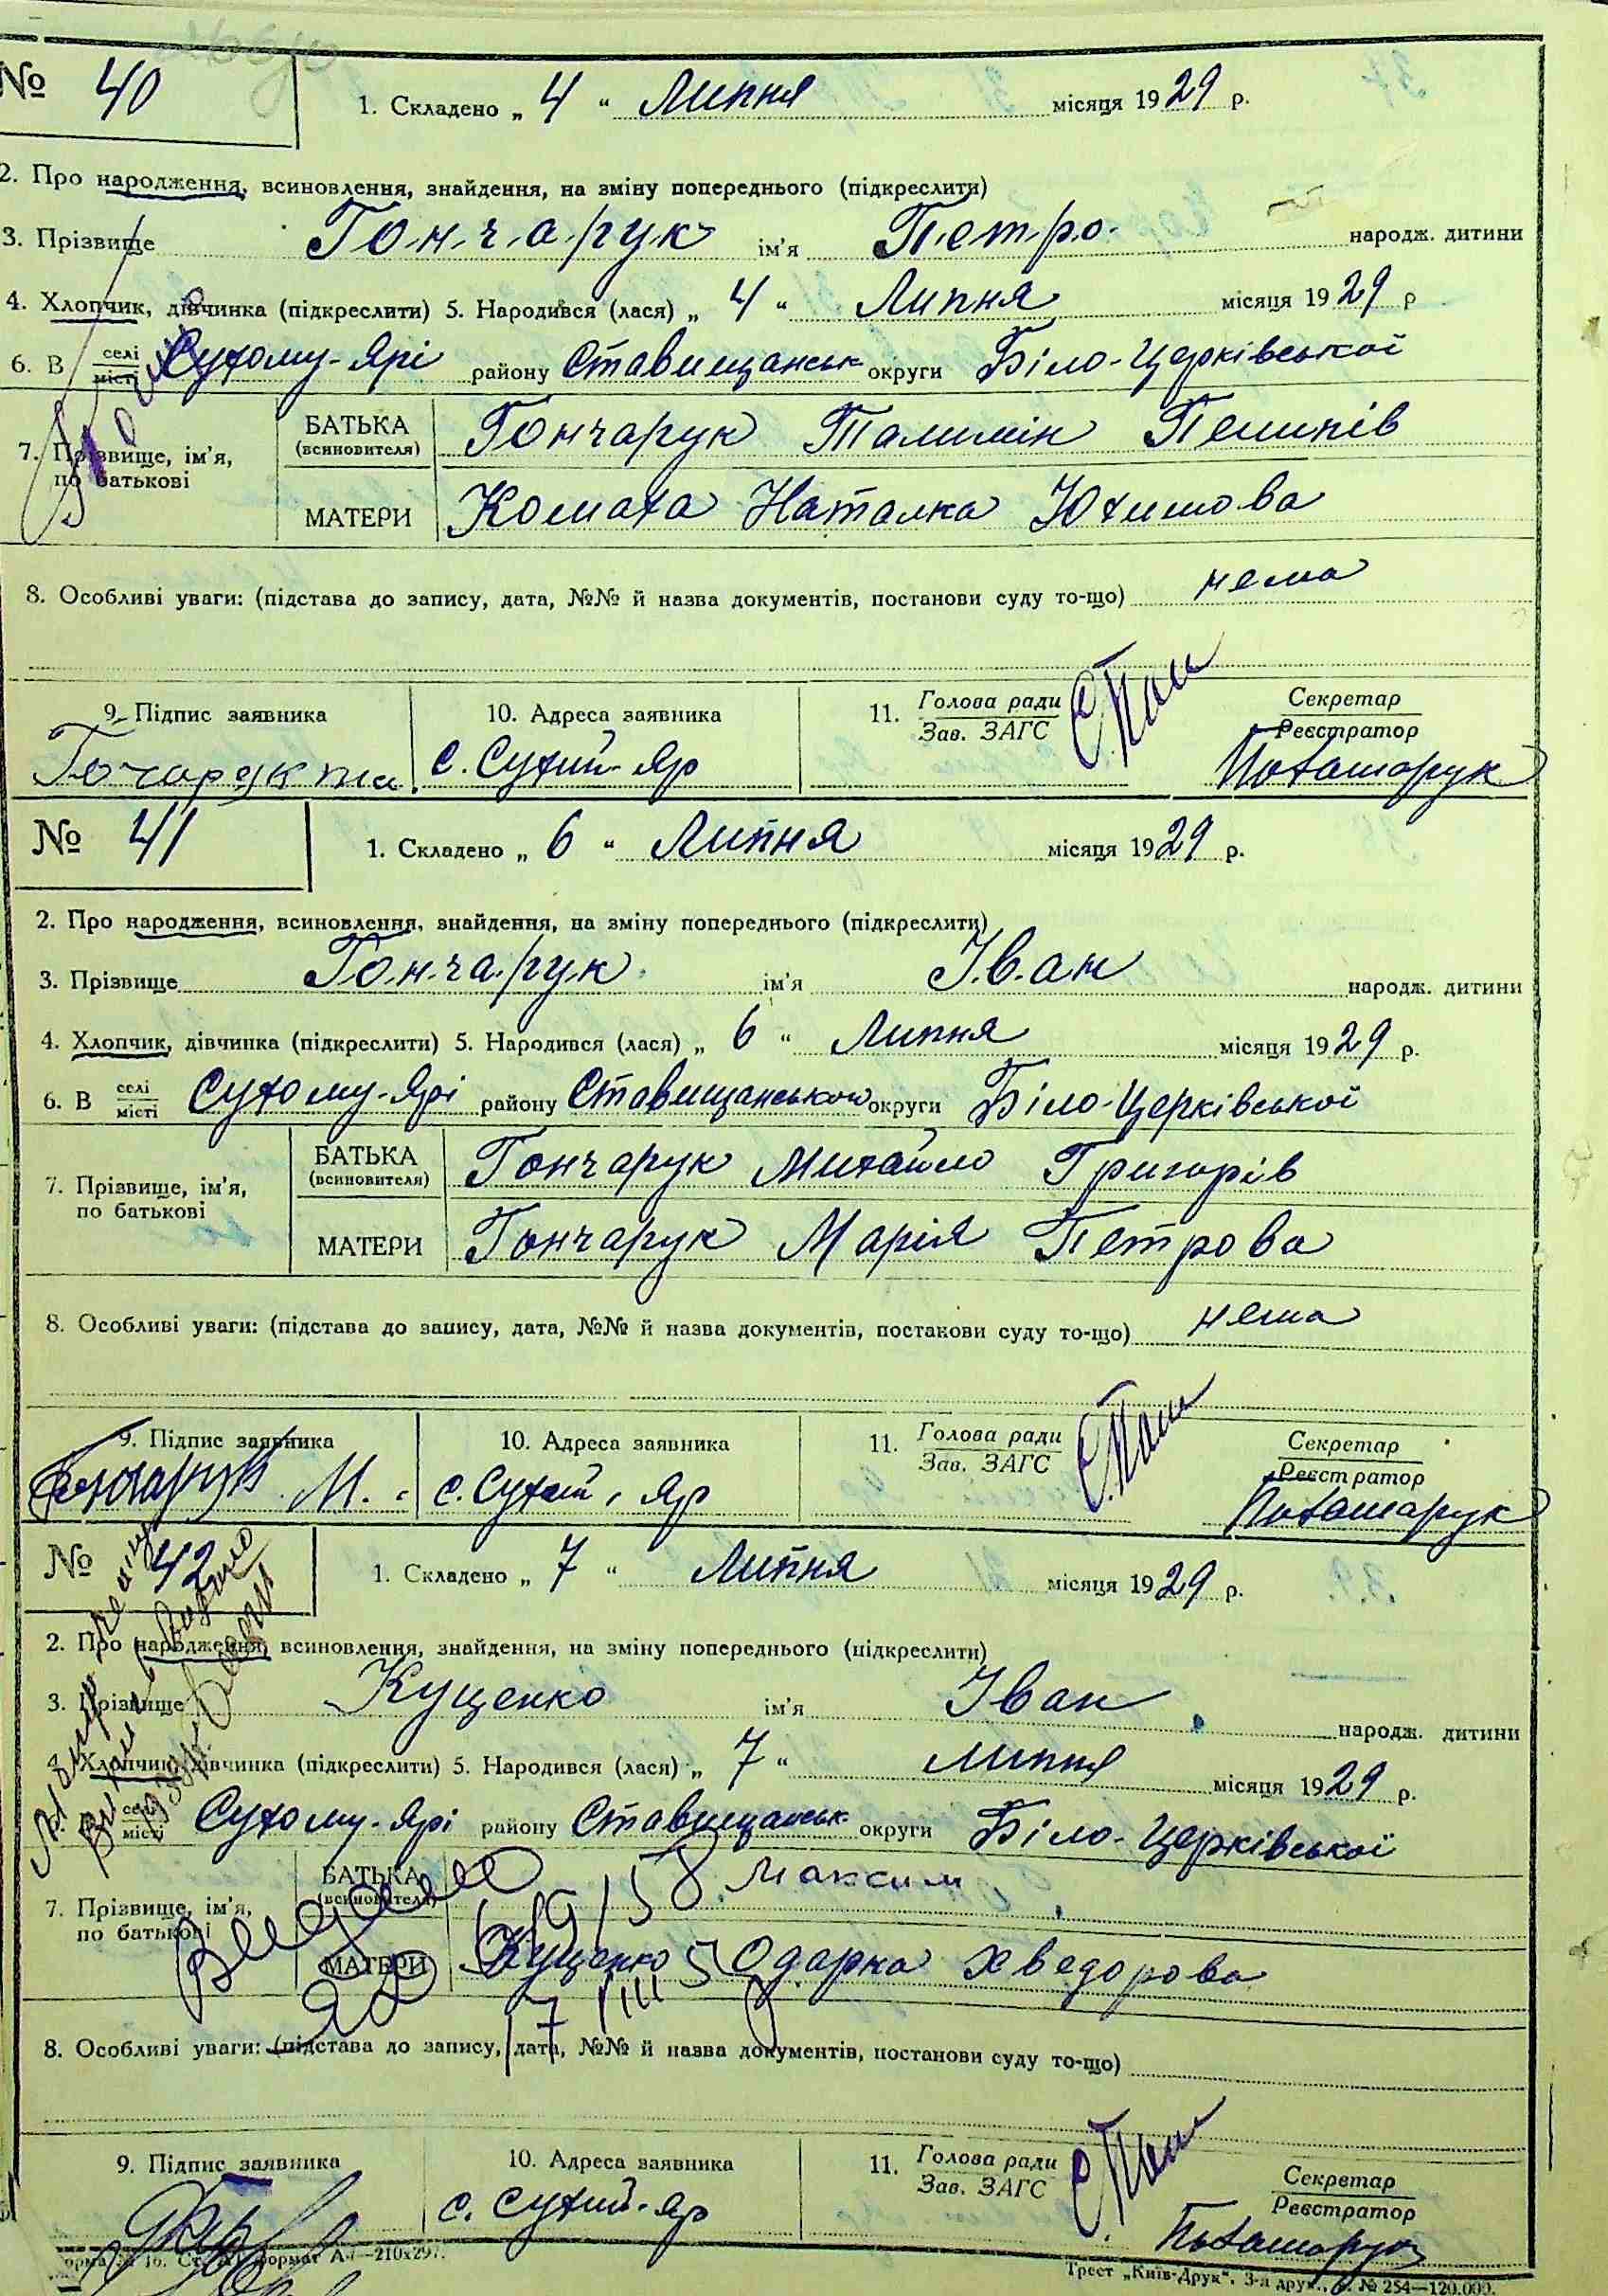 № 40
1. Складено „ 4 “ Липня місяця 1929 р.
2. Про народження, всиновлення, знайдення, на зміну попереднього (підкреслити)
3. Прізвище Гончарук ім'я Петро народж. дитини
4. Хлопчик, дівчинка (підкреслити) 5. Народився (лася) „ 4 “ Липня місяця 1929 р
6. В селі місті Сухому-Ярі району Ставищанськ округи Біло-Церківської
7. Прізвище, ім'я, по батькові
БАТЬКА (всиновителя) Гончарук
МАТЕРИ Комаха Наталка Юхимова
8. Особливі уваги: (підстава до запису, дата, №№ й назва документів, постанови суду то-що) нема
9. Підпис заявника 10. Адреса заявника 11. Голова ради Зав. ЗАГС Секретар Реєстратор
с. Сухий-Яр
№ 41
1. Складено „ 6 “ Липня місяця 1929 р.
2. Про народження, всиновлення, знайдення, на зміну попереднього (підкреслити)
3. Прізвище Гончарук ім'я Іван народж. дитини
4. Хлопчик, дівчинка (підкреслити) 5. Народився (лася) „ 6 “ Липня місяця 1929 р.
6. В селі місті Сухому-Ярі району Ставищанського округи Біло-Церківської
7. Прізвище, ім'я, по батькові
БАТЬКА (всиновителя) Гончарук Михайло Григорів
МАТЕРИ Гончарук Марія Петрова
8. Особливі уваги: (підстава до запису, дата, №№ й назва документів, постанови суду то-що) нема
9. Підпис заявника 10. Адреса заявника 11. Голова ради Зав. ЗАГС Секретар Реєстратор
Гончарук М. с. Сухий, Яр
№ 42
1. Складено „ 7 “ Липня місяця 1929 р.
2. Про народження, всиновлення, знайдення, на зміну попереднього (підкреслити)
3. Прізвище Кущенко ім'я Іван народж. дитини
4. Хлопчик, дівчинка (підкреслити) 5. Народився (лася) „ 7 “ Липня місяця 1929 р.
селі місті Сухому-Ярі району Ставищанськ. округи Біло-Церківської
7. Прізвище, ім'я, по батькові
БАТЬКА (всиновителя) Максим
МАТЕРИ Кущенко Одарка Хведорова
8. Особливі уваги: (підстава до запису, дата, №№ й назва документів, постанови суду то-що)
9. Підпис заявника 10. Адреса заявника 11. Голова ради Зав. ЗАГС Секретар Реєстратор
с. Сухий-Яр
Трест „Київ-Друк“, 3-я друк., № 254—120.000.